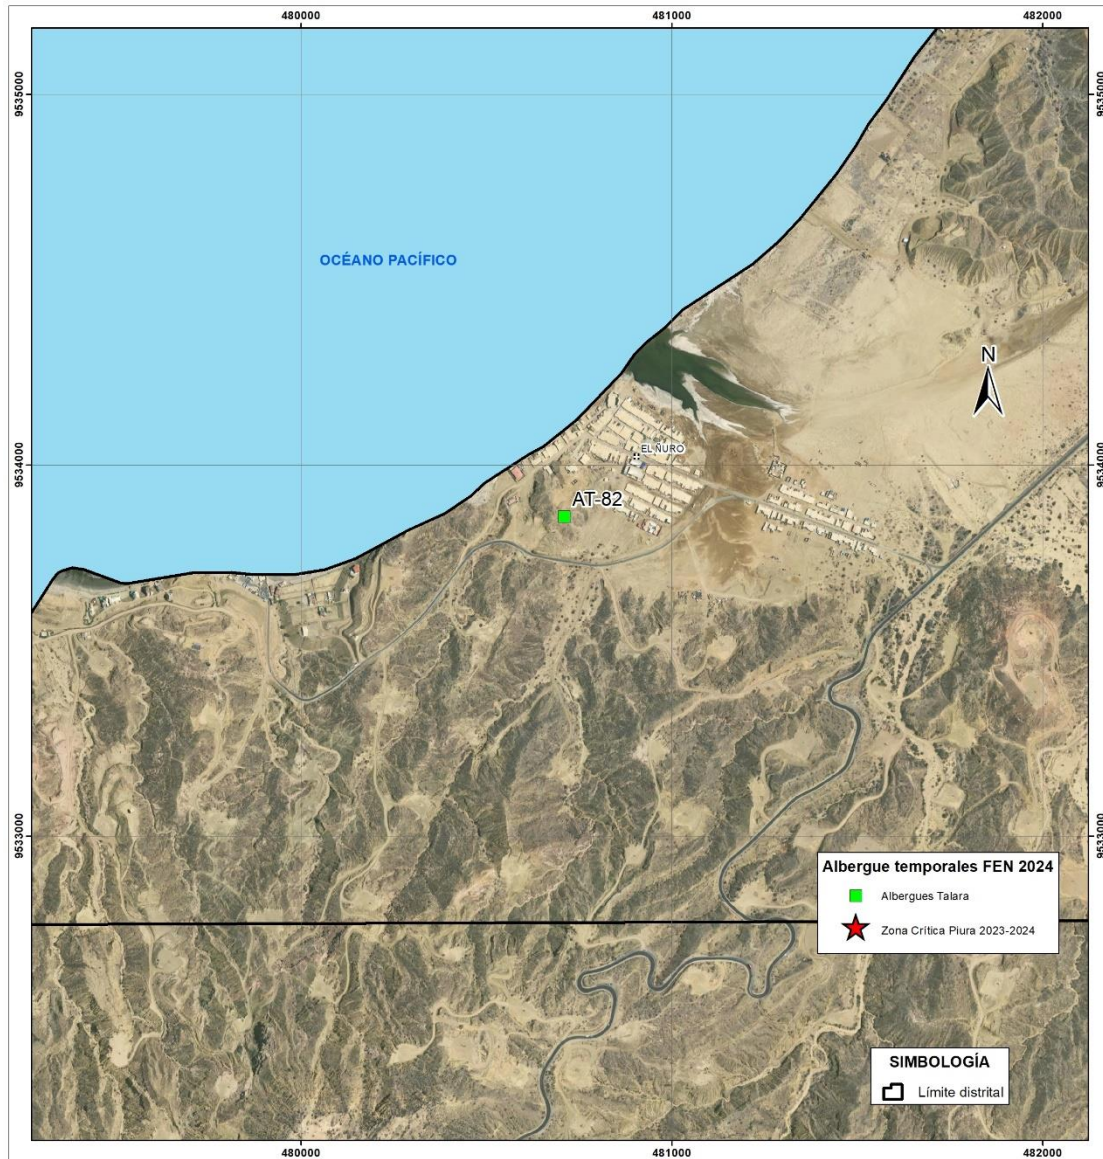 480000
481000
482000
9535000
9535000
OCÉANO PACÍFICO
N
EL ÑURO
9534000
9534000
AT-82
9533000
9533000
Albergue temporales FEN 2024
Albergues Talara
Zona Crítica Piura 2023-2024
SIMBOLOGÍA
Límite distrital
480000
481000
482000